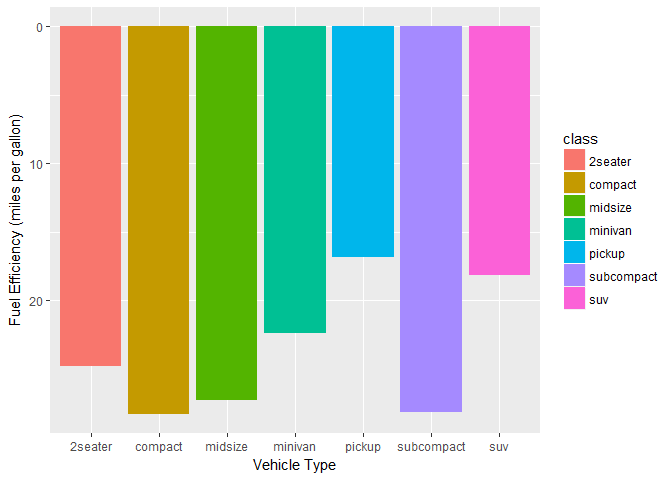 0
10
20
Fuel Efficiency (miles per gallon)
2seater
compact
midsize
minivan
pickup
subcompact
suv
Vehicle Type
class
2seater
compact
midsize
minivan
pickup
subcompact
suv